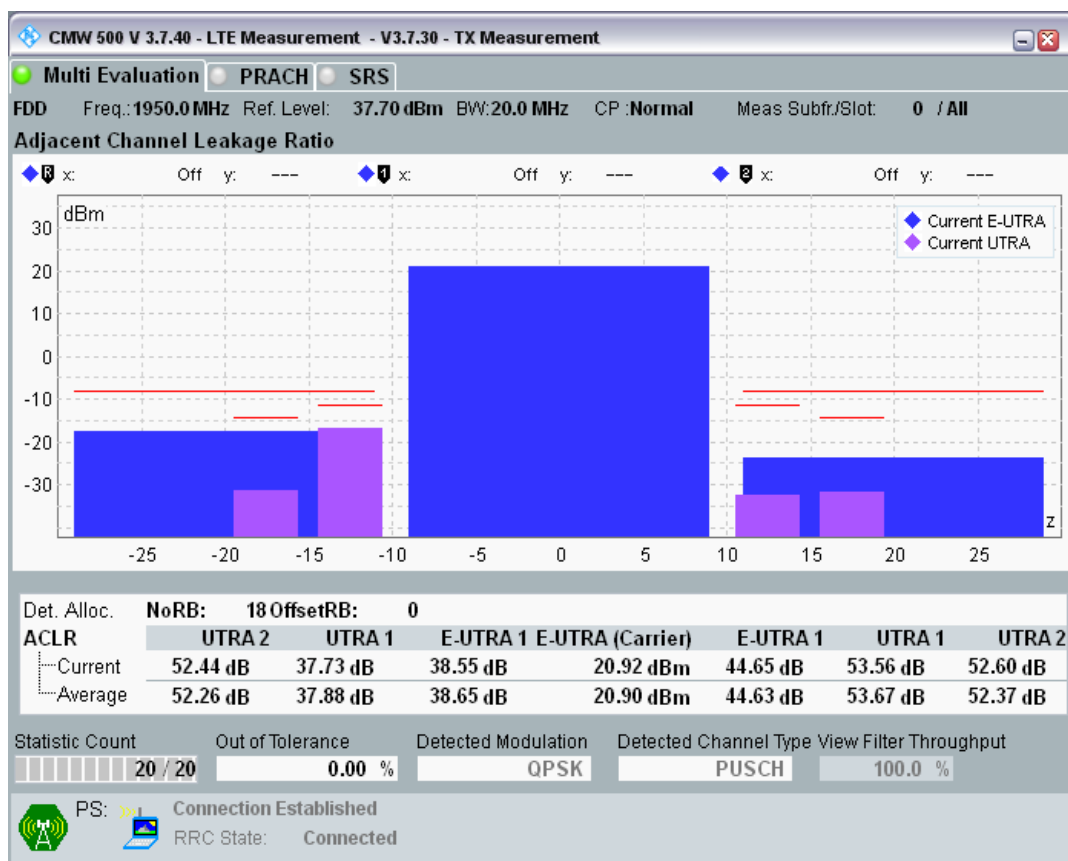 CMW 500 V 3.7.40 - LTE Measurement - V3.7.30 - TX Measurement
Multi Evaluation PRACH SRS
FDD Freq.: 1950.0 MHz Ref. Level: 37.70 dBm BW: 20.0 MHz CP : Normal Meas Subfr./Slot: 0 / All
Adjacent Channel Leakage Ratio
R x: Off y: --- 1 x: Off y: --- 2 x: Off y: ---
dBm
Current E-UTRA
Current UTRA
30
20
10
0
-10
-20
-30
z
-25 -20 -15 -10 -5 0 5 10 15 20 25
Det. Alloc. NoRB: 18 OffsetRB: 0
ACLR UTRA 2 UTRA 1 E-UTRA 1 E-UTRA (Carrier) E-UTRA 1 UTRA 1 UTRA 2
Current 52.44 dB 37.73 dB 38.55 dB 20.92 dBm 44.65 dB 53.56 dB 52.60 dB
Average 52.26 dB 37.88 dB 38.65 dB 20.90 dBm 44.63 dB 53.67 dB 52.37 dB
Statistic Count Out of Tolerance Detected Modulation Detected Channel Type View Filter Throughput
20 / 20 0.00 % QPSK PUSCH 100.0 %
PS: Connection Established
RRC State: Connected